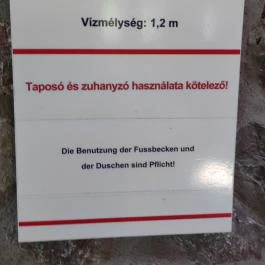 Vízmélység: 1,2 m
Taposó és zuhanyzó használata kötelező!
Die Benutzung der Fussbecken und
der Duschen sind Pflicht!